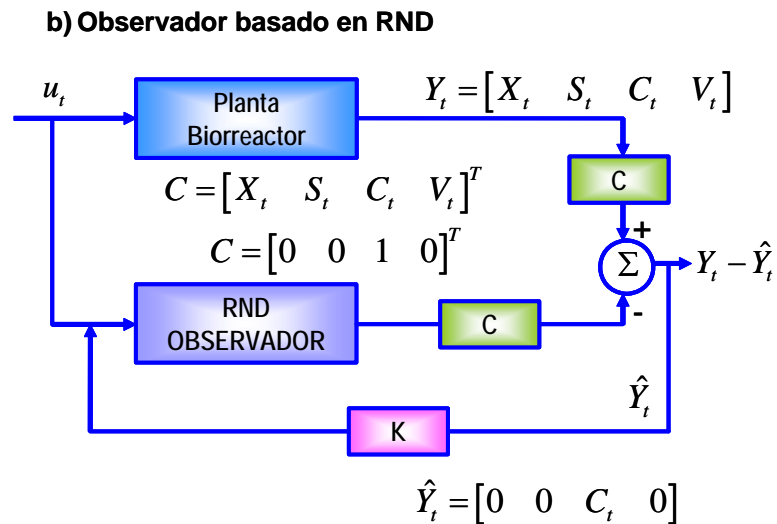 b) Observador basado en RND
u_t
Planta
Biorreactor
Y_t = [X_t S_t C_t V_t]
C
C = [X_t S_t C_t V_t]^T
C = [0 0 1 0]^T
+
Σ
Y_t − Ŷ_t
-
RND
OBSERVADOR
C
Ŷ_t
K
Ŷ_t = [0 0 C_t 0]